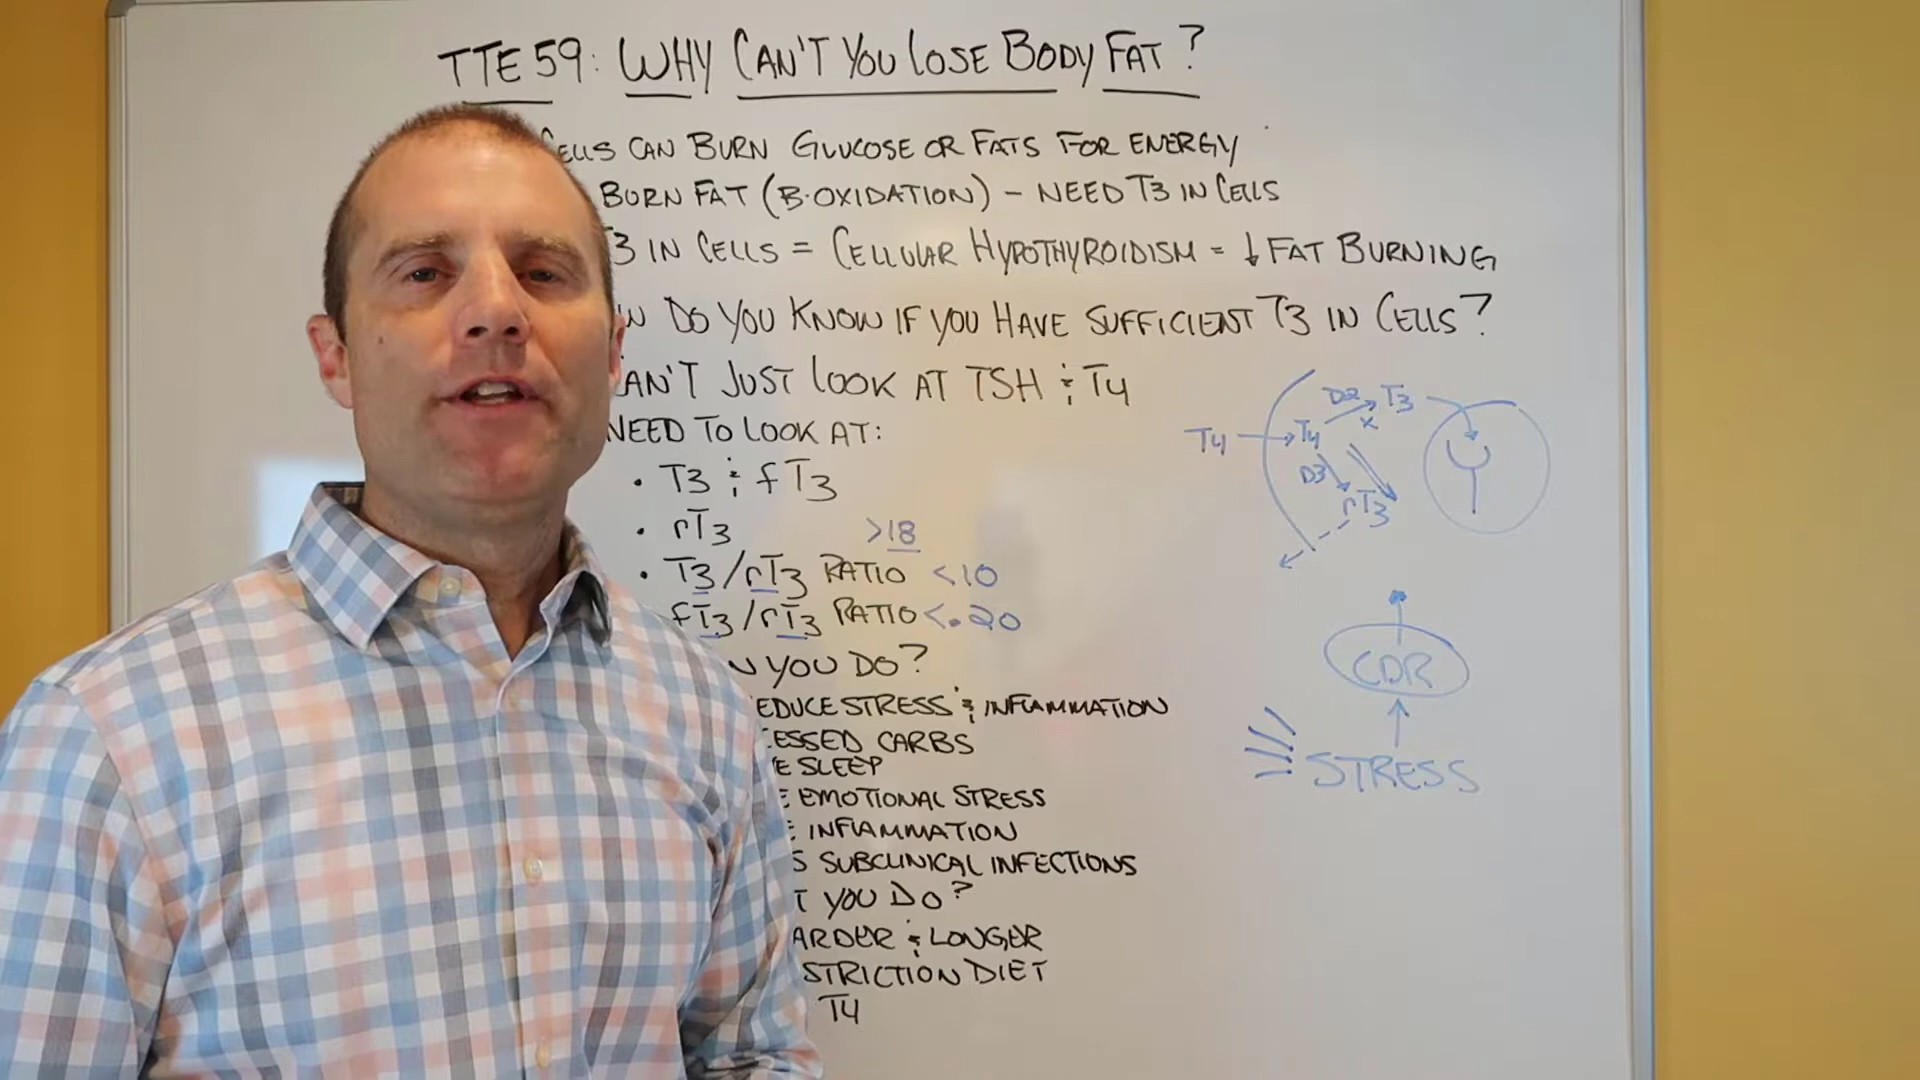 TTE 59: WHY CAN'T YOU LOSE BODY FAT?
CELLS CAN BURN GLUCOSE OR FATS FOR ENERGY
BURN FAT (B-OXIDATION) – NEED T3 IN CELLS
T3 IN CELLS = CELLULAR HYPOTHYROIDISM = ↓ FAT BURNING
DO YOU KNOW IF YOU HAVE SUFFICIENT T3 IN CELLS?
AN'T JUST LOOK AT TSH & T4
NEED TO LOOK AT:
• T3 & fT3
• rT3 >18
• T3/rT3 RATIO <10
fT3/rT3 RATIO <.20
N YOU DO?
EDUCE STRESS & INFLAMMATION
CESSED CARBS
E SLEEP
E EMOTIONAL STRESS
E INFLAMMATION
S SUBCLINICAL INFECTIONS
T YOU DO?
ARDER & LONGER
STRICTION DIET
T4
T4 → T4 D2 T3
x
D3
rT3
CDR
STRESS